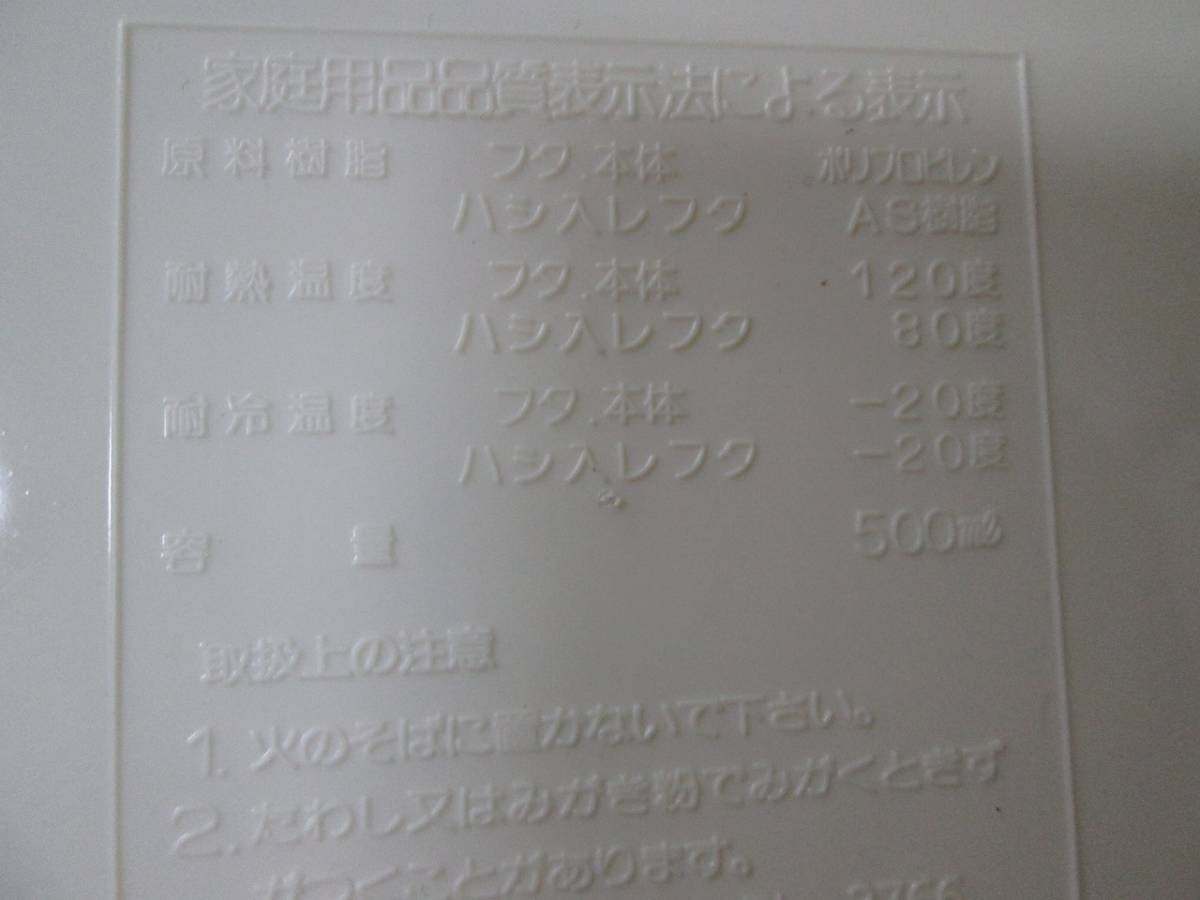 家庭用品品質表示法による表示
原料樹脂 フタ、本体 ポリプロピレン
ハシ入レフタ AS樹脂
耐熱温度 フタ、本体 120度
ハシ入レフタ 80度
耐冷温度 フタ、本体 -20度
ハシ入レフタ -20度
容量 500㎖
取扱上の注意
1. 火のそばに置かないで下さい。
2. たわし又はみがき粉でみがくときず
がつくことがあります。